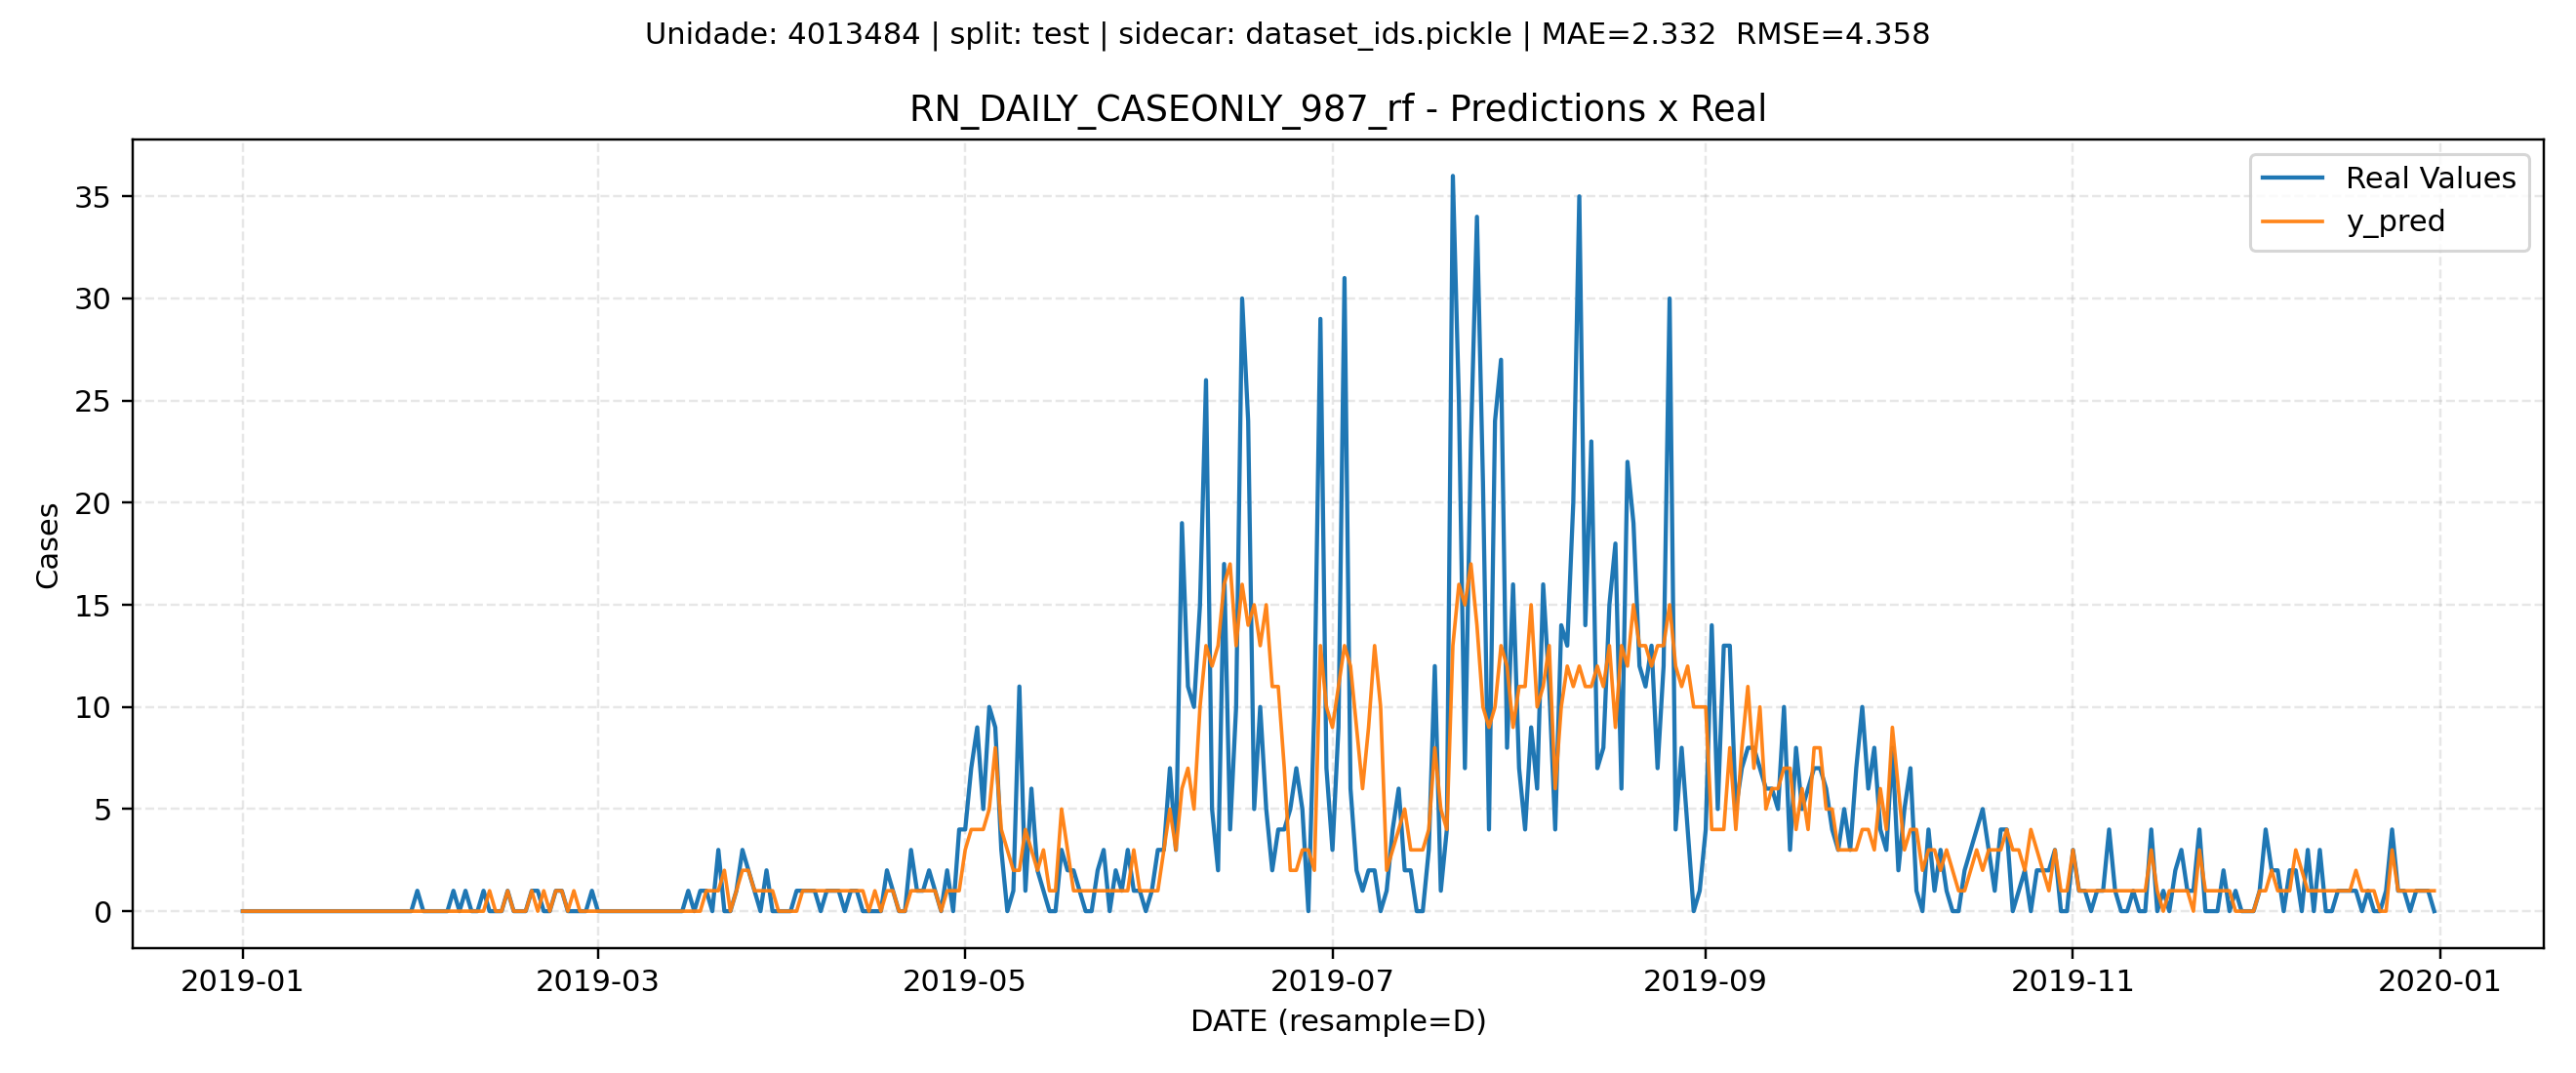 Unidade: 4013484 | split: test | sidecar: dataset_ids.pickle | MAE=2.332  RMSE=4.358
RN_DAILY_CASEONLY_987_rf - Predictions x Real
Real Values
y_pred
35
30
25
20
15
10
5
0
Cases
2019-01
2019-03
2019-05
2019-07
2019-09
2019-11
2020-01
DATE (resample=D)